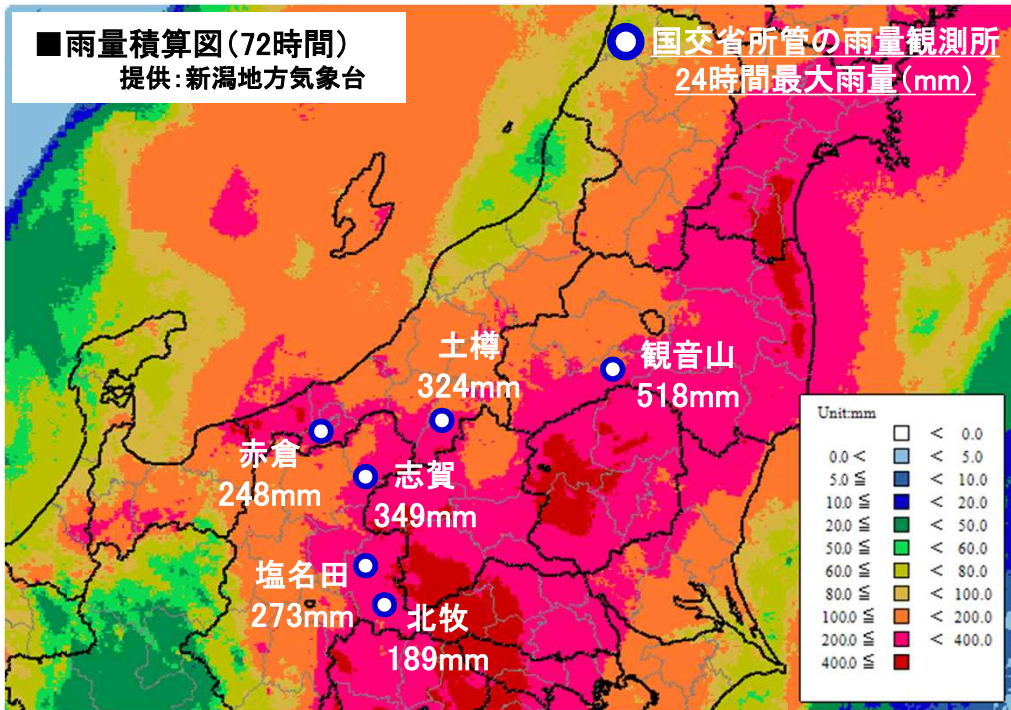 ■雨量積算図(72時間)
提供:新潟地方気象台
国交省所管の雨量観測所
24時間最大雨量(mm)
土樽
324mm
観音山
518mm
赤倉
248mm
志賀
349mm
塩名田
273mm
北牧
189mm
Unit:mm
< 0.0
0.0 < < 5.0
5.0 ≦ < 10.0
10.0 ≦ < 20.0
20.0 ≦ < 50.0
50.0 ≦ < 60.0
60.0 ≦ < 80.0
80.0 ≦ < 100.0
100.0 ≦ < 200.0
200.0 ≦ < 400.0
400.0 ≦